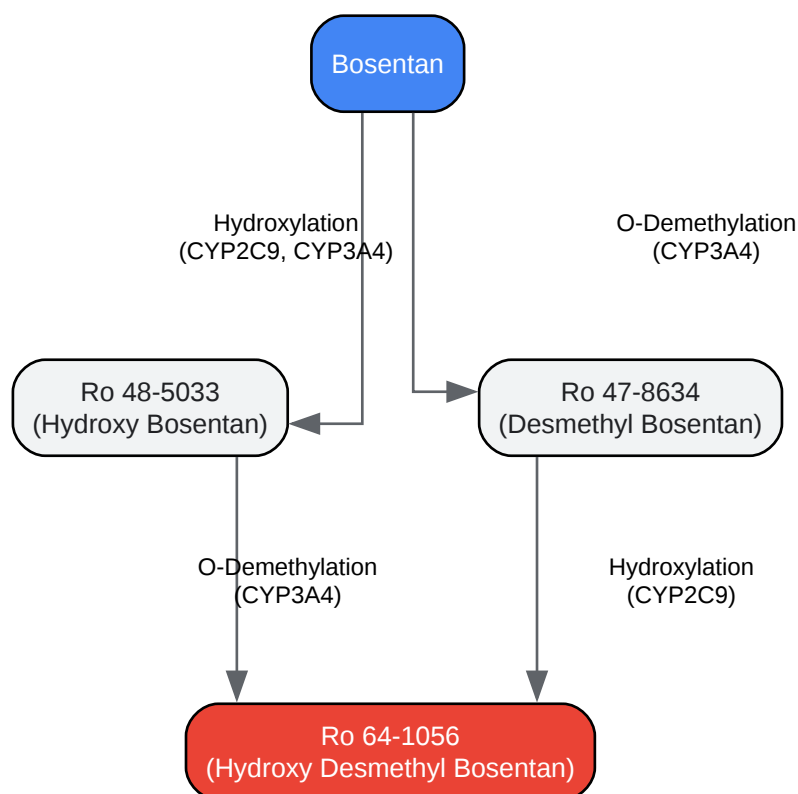 Bosentan
Hydroxylation
(CYP2C9, CYP3A4)
O-Demethylation
(CYP3A4)
Ro 48-5033
(Hydroxy Bosentan)
Ro 47-8634
(Desmethyl Bosentan)
O-Demethylation
(CYP3A4)
Hydroxylation
(CYP2C9)
Ro 64-1056
(Hydroxy Desmethyl Bosentan)